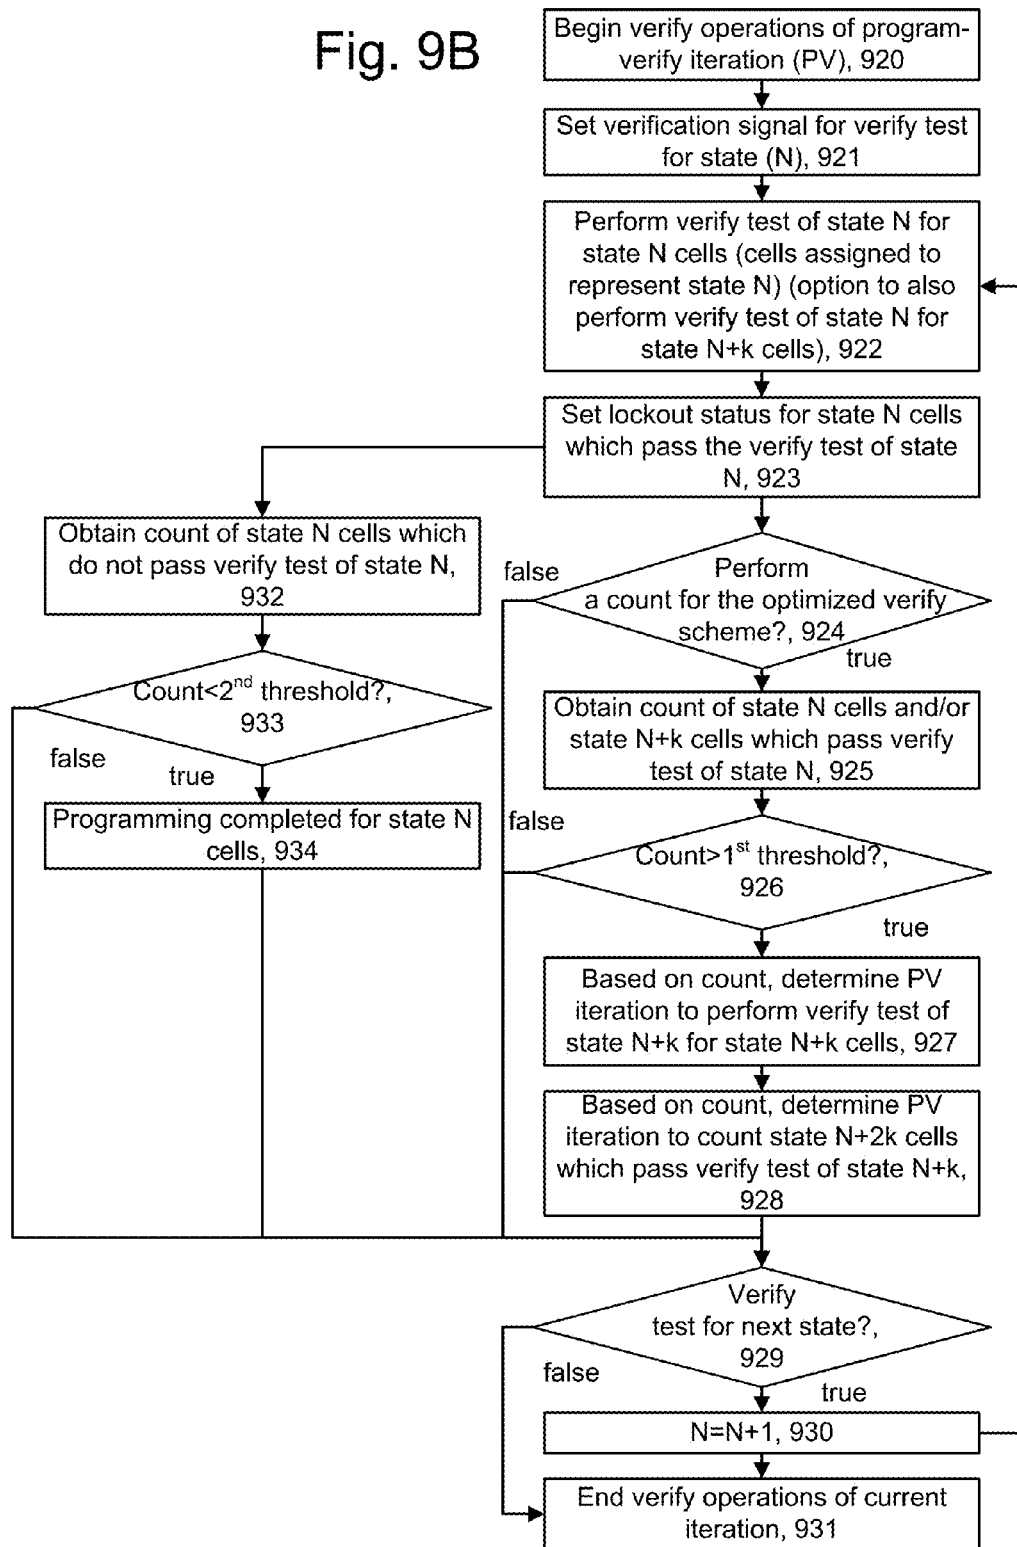 Fig. 9B
Begin verify operations of program-
verify iteration (PV), 920
Set verification signal for verify test
for state (N), 921
Perform verify test of state N for
state N cells (cells assigned to
represent state N) (option to also
perform verify test of state N for
state N+k cells), 922
Set lockout status for state N cells
which pass the verify test of state
N, 923
Obtain count of state N cells which
do not pass verify test of state N,
932
Count<2nd threshold?,
933
false
true
Programming completed for state N
cells, 934
false
Perform
a count for the optimized verify
scheme?, 924
true
Obtain count of state N cells and/or
state N+k cells which pass verify
test of state N, 925
false
Count>1st threshold?,
926
true
Based on count, determine PV
iteration to perform verify test of
state N+k for state N+k cells, 927
Based on count, determine PV
iteration to count state N+2k cells
which pass verify test of state N+k,
928
Verify
test for next state?,
929
false
true
N=N+1, 930
End verify operations of current
iteration, 931